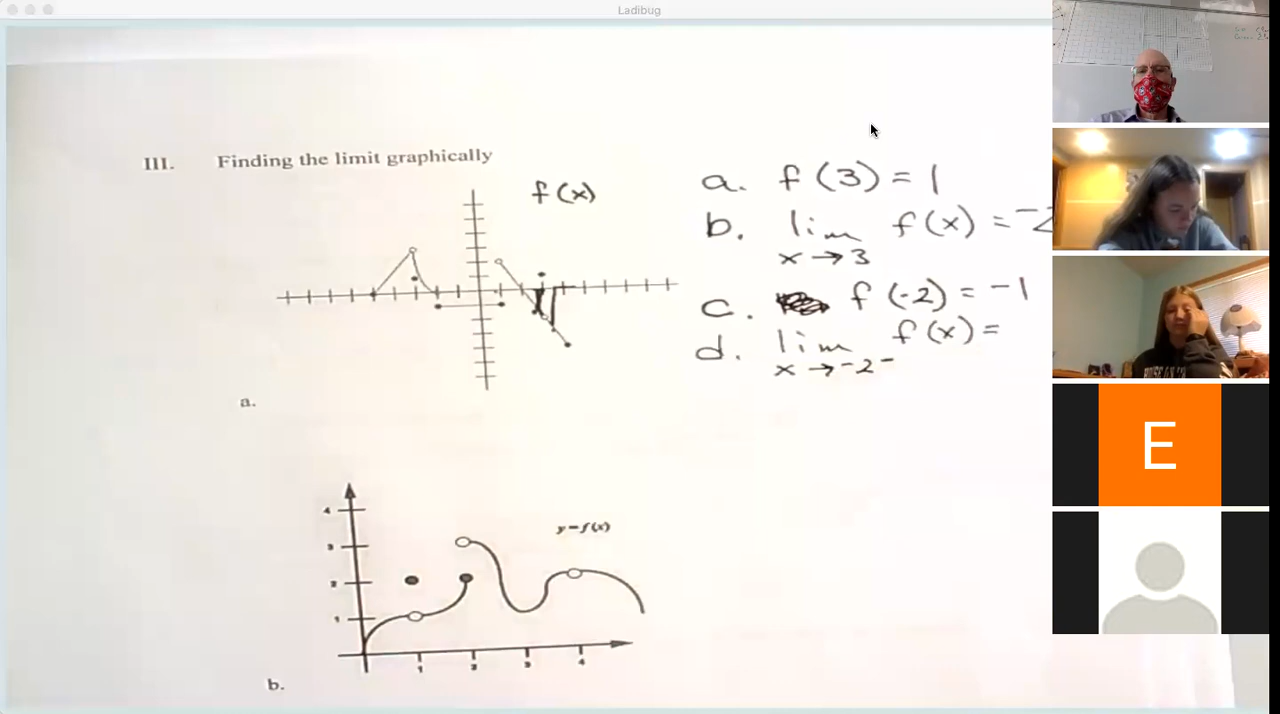 Ladibug
III. Finding the limit graphically
f(x)
a. f(3) = 1
b. lim f(x) = -2
x → 3
c. f(-2) = -1
d. lim f(x) =
x → -2⁻
a.
4
3
2
1
y=f(x)
1 2 3 4
b.
E